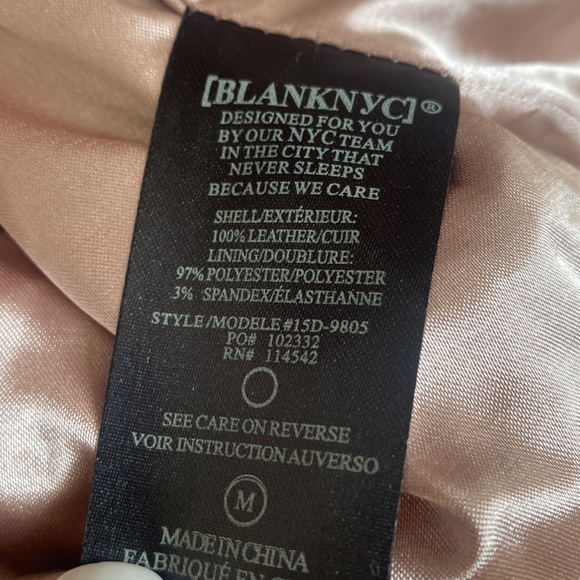 [BLANKNYC]®
DESIGNED FOR YOU
BY OUR NYC TEAM
IN THE CITY THAT
NEVER SLEEPS
BECAUSE WE CARE
SHELL/EXTÉRIEUR:
100% LEATHER/CUIR
LINING/DOUBLURE:
97% POLYESTER/POLYESTER
3% SPANDEX/ÉLASTHANNE
STYLE/MODELE #15D-9805
PO# 102332
RN# 114542
SEE CARE ON REVERSE
VOIR INSTRUCTION AUVERSO
M
MADE IN CHINA
FABRIQUÉ EN